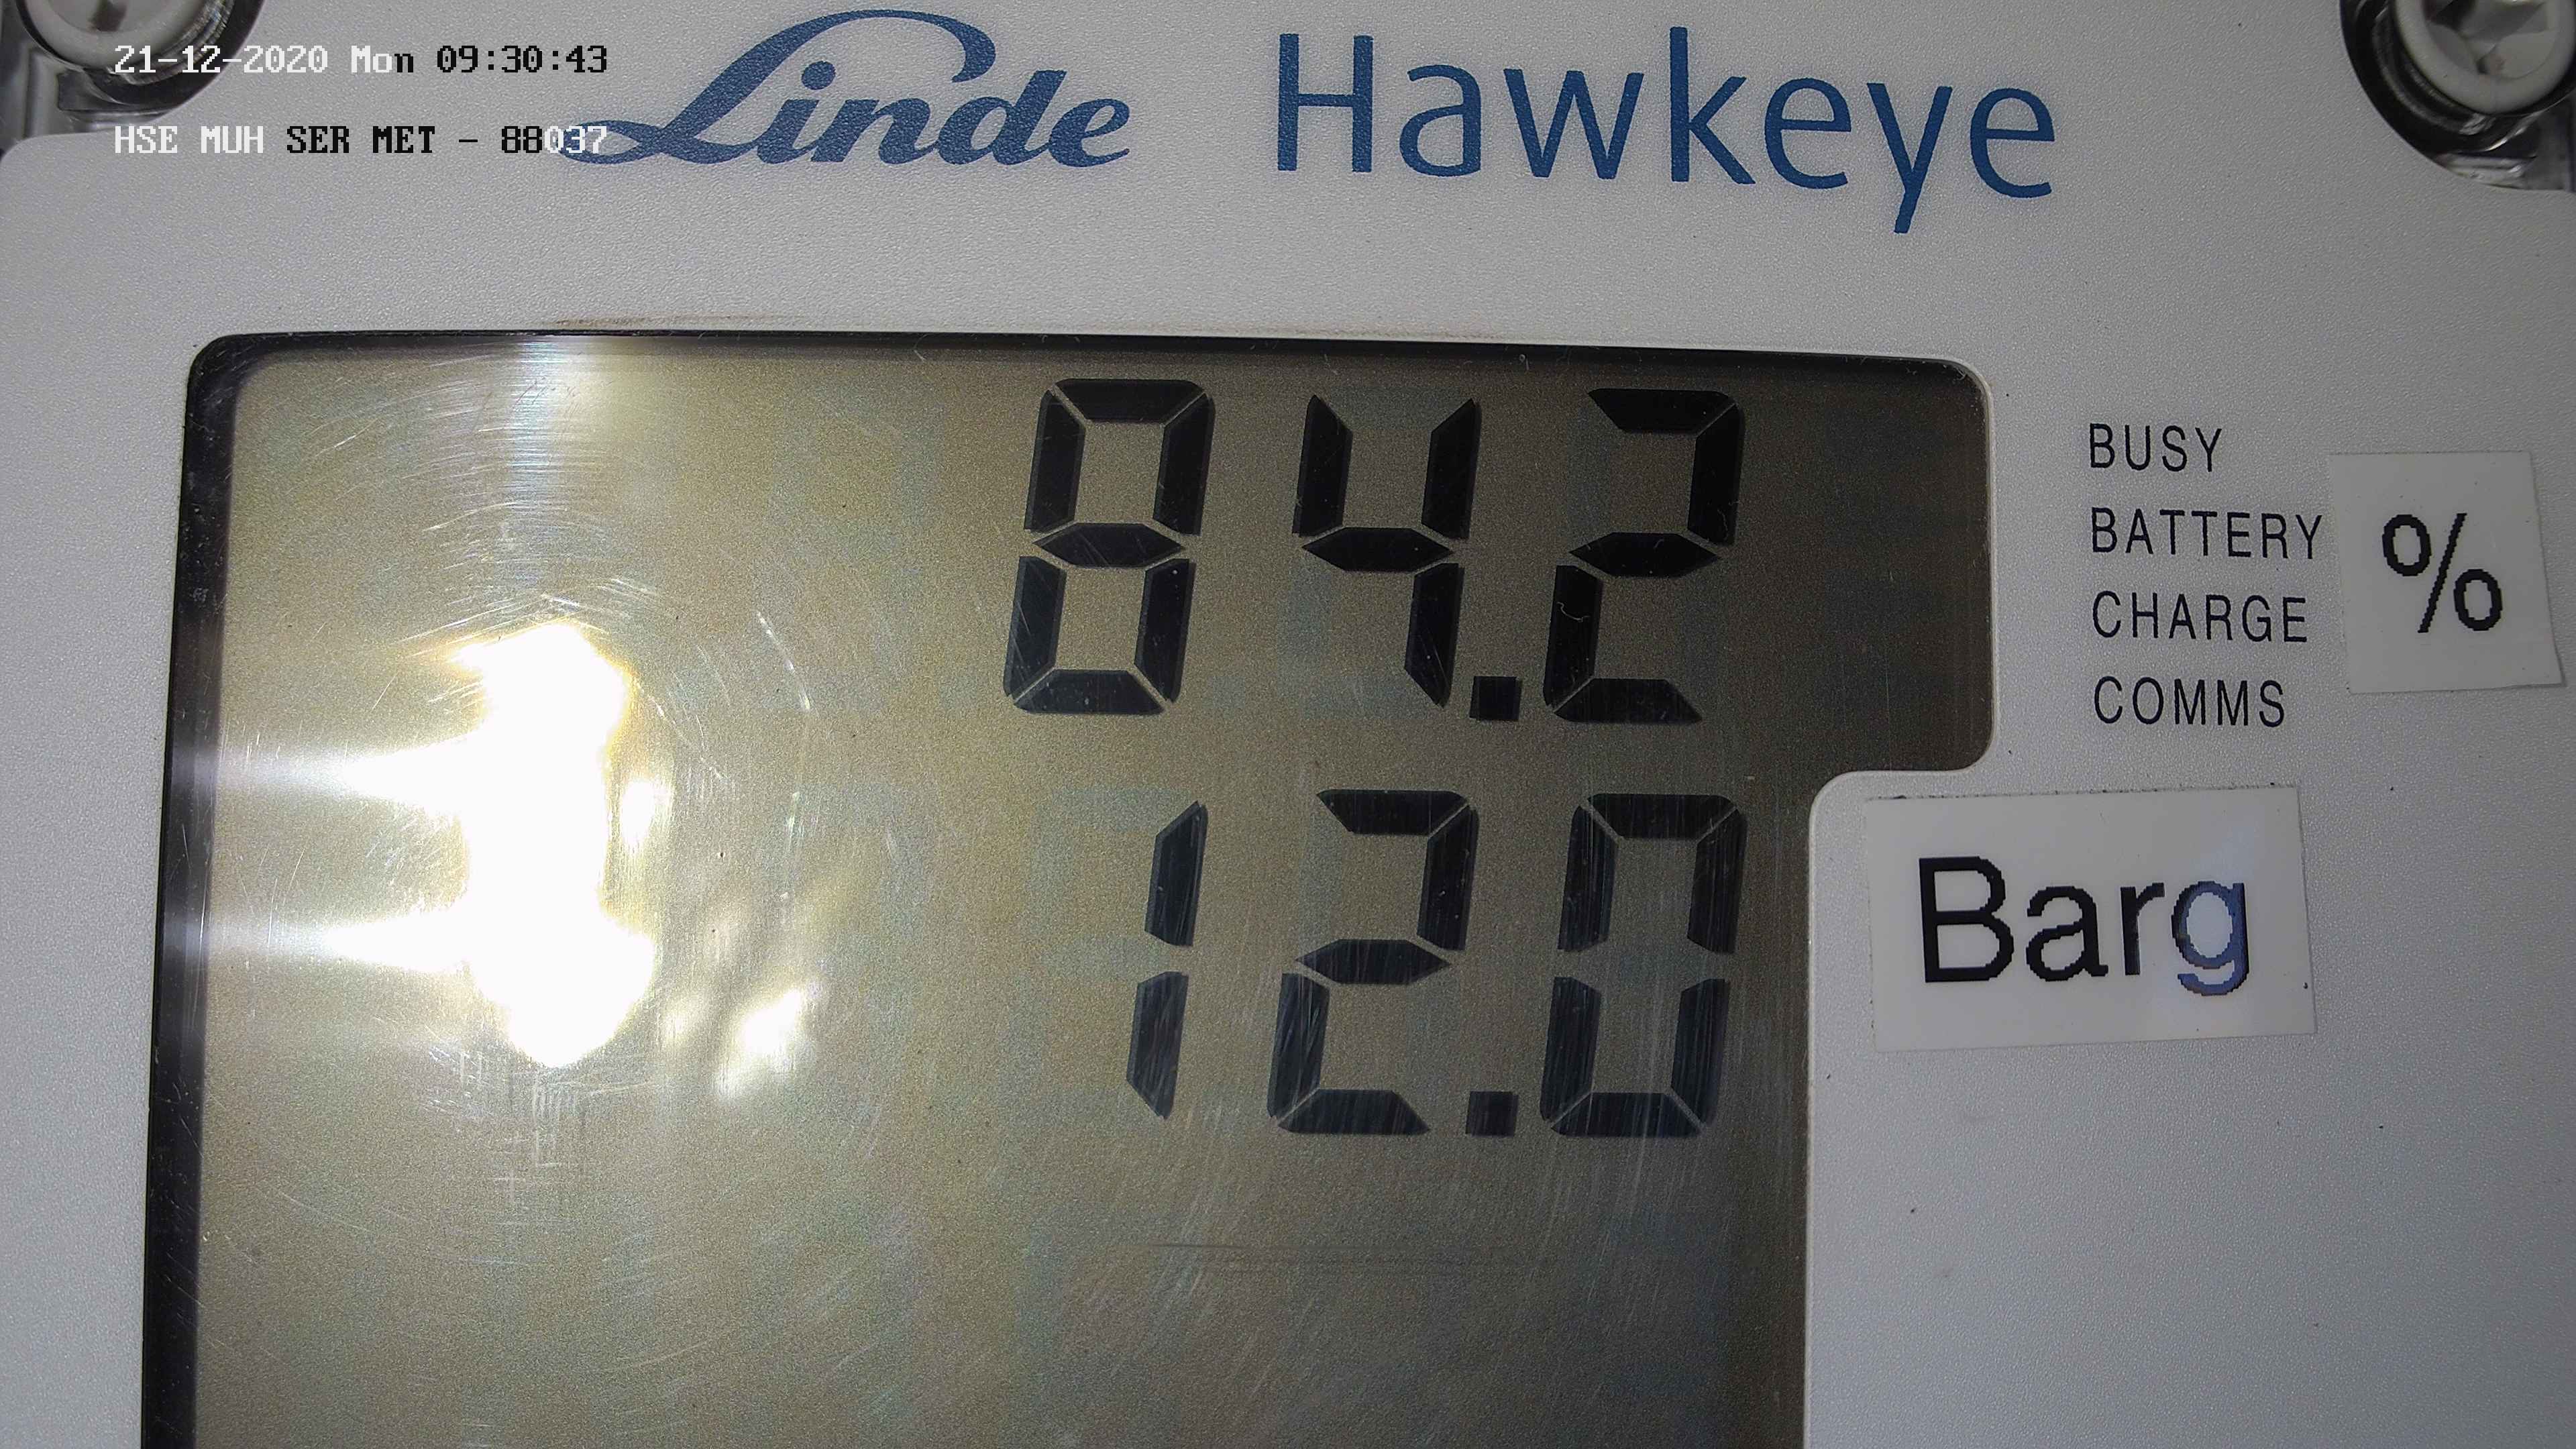 21-12-2020 Mon 09:30:43
HSE MUH SER MET - 88037
Linde Hawkeye
84.2
BUSY
BATTERY
CHARGE
COMMS
%
12.0
Barg